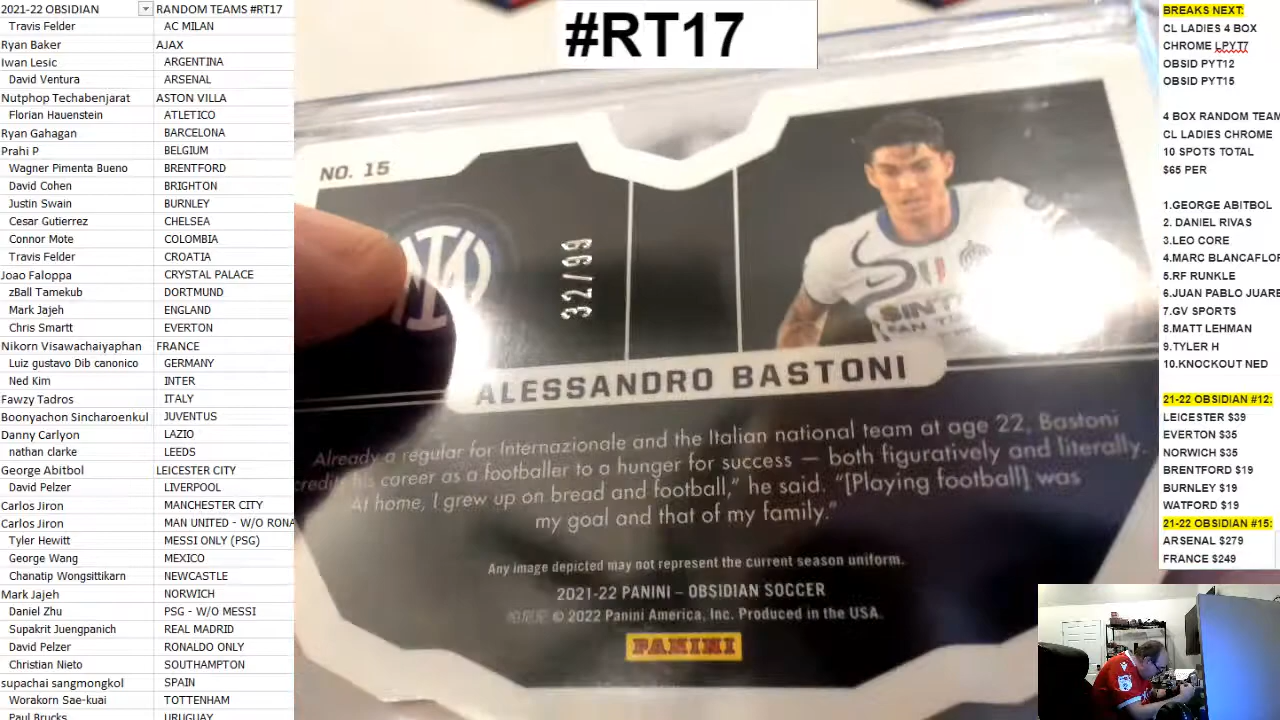 2021-22 OBSIDIAN RANDOM TEAMS #RT17
Travis Felder AC MILAN
Ryan Baker AJAX
Iwan Lesic ARGENTINA
David Ventura ARSENAL
Nutphop Techabenjarat ASTON VILLA
Florian Hauenstein ATLETICO
Ryan Gahagan BARCELONA
Prahi P BELGIUM
Wagner Pimenta Bueno BRENTFORD
David Cohen BRIGHTON
Justin Swain BURNLEY
Cesar Gutierrez CHELSEA
Connor Mote COLOMBIA
Travis Felder CROATIA
Joao Faloppa CRYSTAL PALACE
zBall Tamekub DORTMUND
Mark Jajeh ENGLAND
Chris Smartt EVERTON
Nikorn Visawachaiyaphan FRANCE
Luiz gustavo Dib canonico GERMANY
Ned Kim INTER
Fawzy Tadros ITALY
Boonyachon Sincharoenkul JUVENTUS
Danny Carlyon LAZIO
nathan clarke LEEDS
George Abitbol LEICESTER CITY
David Pelzer LIVERPOOL
Carlos Jiron MANCHESTER CITY
Carlos Jiron MAN UNITED - W/O RONA
Tyler Hewitt MESSI ONLY (PSG)
George Wang MEXICO
Chanatip Wongsittikarn NEWCASTLE
Mark Jajeh NORWICH
Daniel Zhu PSG - W/O MESSI
Supakrit Juengpanich REAL MADRID
David Pelzer RONALDO ONLY
Christian Nieto SOUTHAMPTON
supachai sangmongkol SPAIN
Worakorn Sae-kuai TOTTENHAM
Paul Brucks URUGUAY
#RT17
NO. 15
32/99
SINT
FAN T
ALESSANDRO BASTONI
Already a regular for Internazionale and the Italian national team at age 22, Bastoni
credits his career as a footballer to a hunger for success — both figuratively and literally.
At home, I grew up on bread and football," he said. "[Playing football] was
my goal and that of my family."
Any image depicted may not represent the current season uniform.
2021-22 PANINI – OBSIDIAN SOCCER
© 2022 Panini America, Inc. Produced in the USA.
PANINI
BREAKS NEXT:
CL LADIES 4 BOX
CHROME LPYT7
OBSID PYT12
OBSID PYT15
4 BOX RANDOM TEAM
CL LADIES CHROME
10 SPOTS TOTAL
$65 PER
1.GEORGE ABITBOL
2. DANIEL RIVAS
3.LEO CORE
4.MARC BLANCAFLOR
5.RF RUNKLE
6.JUAN PABLO JUARE
7.GV SPORTS
8.MATT LEHMAN
9.TYLER H
10.KNOCKOUT NED
21-22 OBSIDIAN #12:
LEICESTER $39
EVERTON $35
NORWICH $35
BRENTFORD $19
BURNLEY $19
WATFORD $19
21-22 OBSIDIAN #15:
ARSENAL $279
FRANCE $249